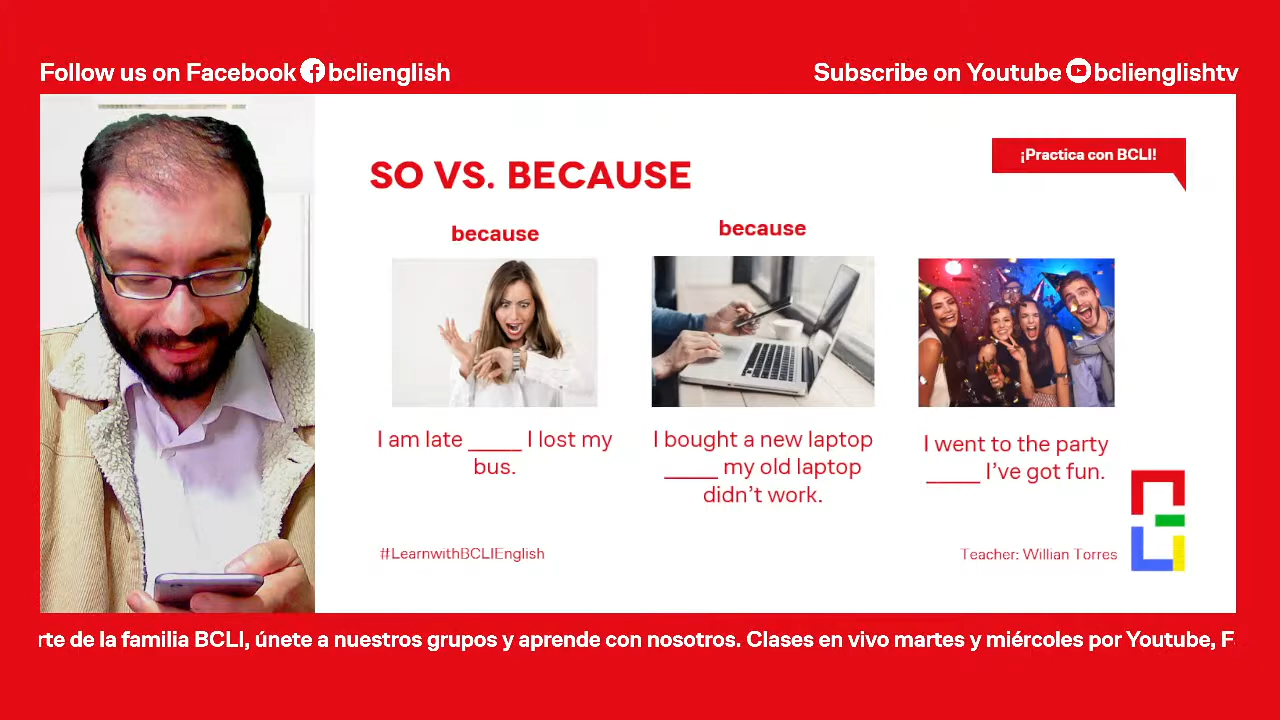 Follow us on Facebook bclienglish
Subscribe on Youtube bclienglishtv
¡Practica con BCLI!
SO VS. BECAUSE
because
because
I am late _____ I lost my
bus.
I bought a new laptop
_____ my old laptop
didn't work.
I went to the party
_____ I've got fun.
#LearnwithBCLIEnglish
Teacher: Willian Torres
rte de la familia BCLI, únete a nuestros grupos y aprende con nosotros. Clases en vivo martes y miércoles por Youtube, F